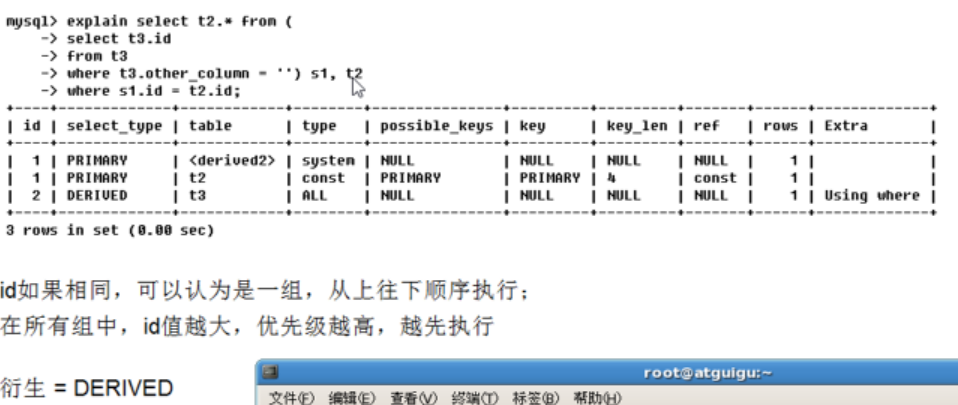 mysql> explain select t2.* from (
-> select t3.id
-> from t3
-> where t3.other_column = '') s1, t2
-> where s1.id = t2.id;
| id | select_type | table | type | possible_keys | key | key_len | ref | rows | Extra |
| 1 | PRIMARY | <derived2> | system | NULL | NULL | NULL | NULL | 1 | |
| 1 | PRIMARY | t2 | const | PRIMARY | PRIMARY | 4 | const | 1 | |
| 2 | DERIVED | t3 | ALL | NULL | NULL | NULL | NULL | 1 | Using where |
3 rows in set (0.00 sec)
id如果相同，可以认为是一组，从上往下顺序执行；
在所有组中，id值越大，优先级越高，越先执行
衍生 = DERIVED
root@atguigu:~
文件(F) 编辑(E) 查看(V) 终端(T) 标签(B) 帮助(H)